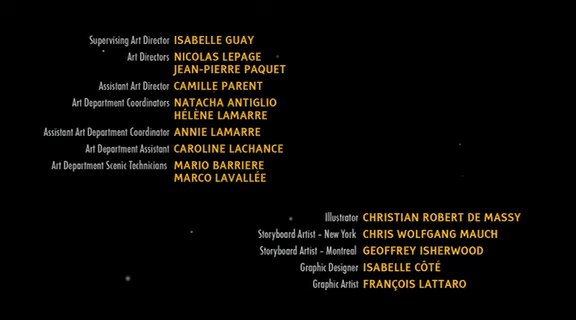 Supervising Art Director ISABELLE GUAY
Art Directors NICOLAS LEPAGE
JEAN-PIERRE PAQUET
Assistant Art Director CAMILLE PARENT
Art Department Coordinators NATACHA ANTIGLIO
HÉLÈNE LAMARRE
Assistant Art Department Coordinator ANNIE LAMARRE
Art Department Assistant CAROLINE LACHANCE
Art Department Scenic Technicians MARIO BARRIERE
MARCO LAVALLÉE
Illustrator CHRISTIAN ROBERT DE MASSY
Storyboard Artist – New York CHRIS WOLFGANG MAUCH
Storyboard Artist – Montreal GEOFFREY ISHERWOOD
Graphic Designer ISABELLE CÔTÉ
Graphic Artist FRANÇOIS LATTARO